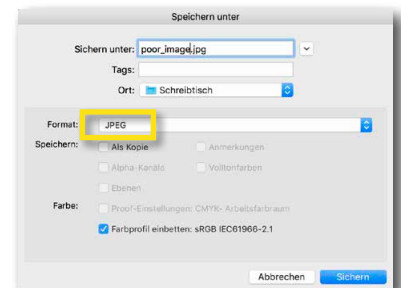 Speichern unter
Sichern unter: poor_image.jpg
Tags:
Ort: Schreibtisch
Format: JPEG
Speichern: Als Kopie Anmerkungen
Alpha-Kanäle Volltonfarben
Ebenen
Farbe: Proof-Einstellungen: CMYK- Arbeitsfarbraum
Farbprofil einbetten: sRGB IEC61966-2.1
Abbrechen Sichern